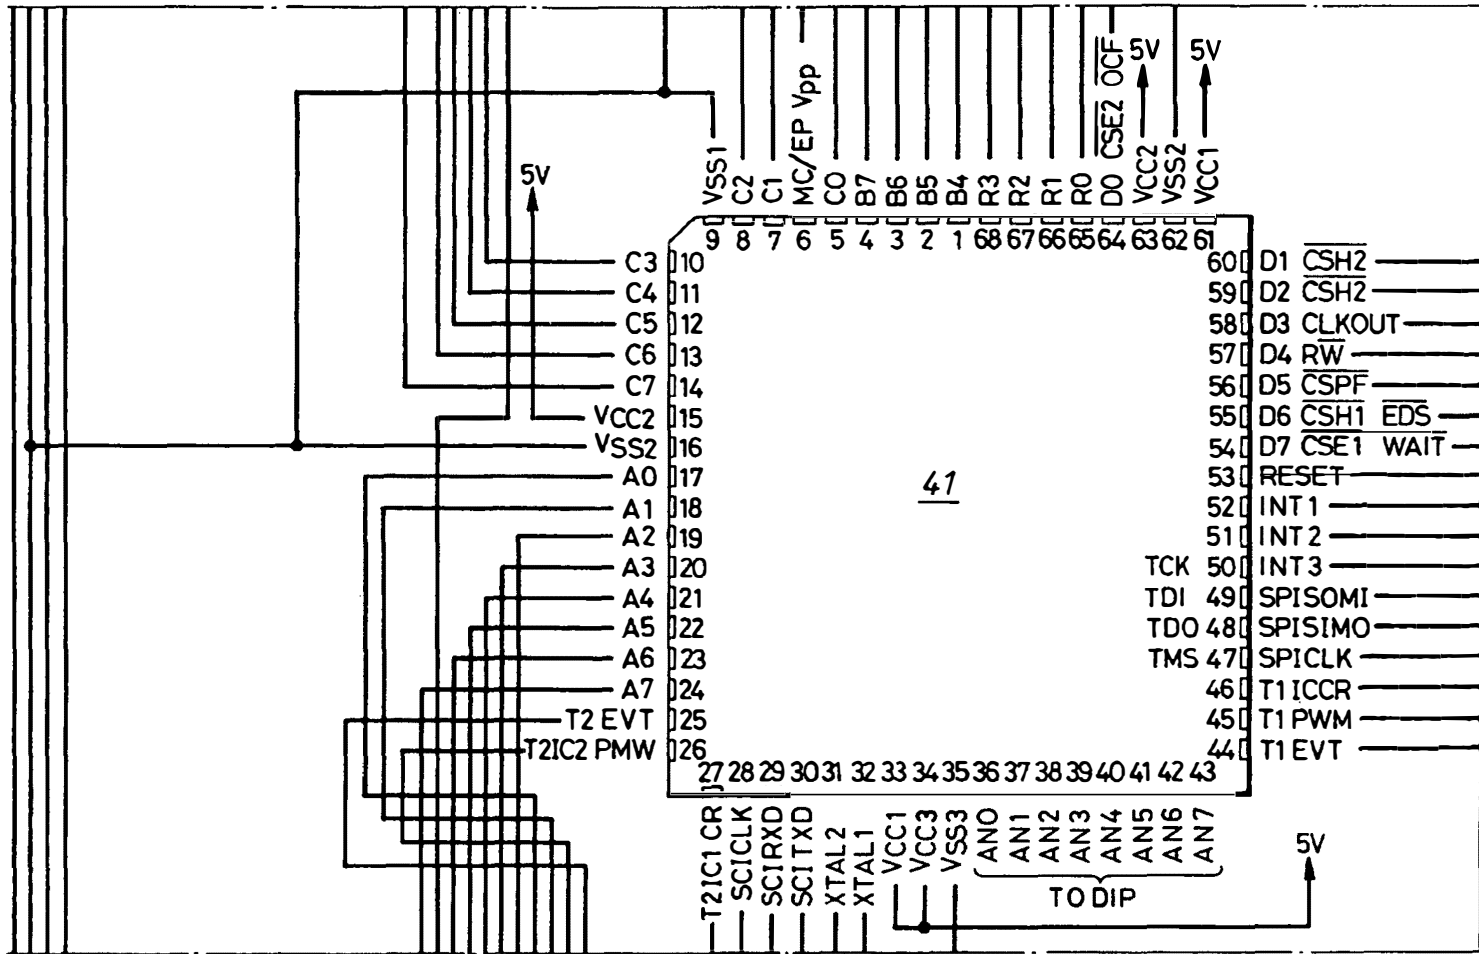 5V 5V
5V
VSS1 C2 C1 MC/EP Vpp C0 B7 B6 B5 B4 R3 R2 R1 R0 D0 CSE2 OCF VCC2 VSS2 VCC1
9 8 7 6 5 4 3 2 1 68 67 66 65 64 63 62 61
C3 10 60 D1 CSH2
C4 11 59 D2 CSH2
C5 12 58 D3 CLKOUT
C6 13 57 D4 RW
C7 14 56 D5 CSPF
VCC2 15 55 D6 CSH1 EDS
VSS2 16 54 D7 CSE1 WAIT
A0 17 53 RESET
41
A1 18 52 INT1
A2 19 51 INT2
A3 20 TCK 50 INT3
A4 21 TDI 49 SPISOMI
A5 22 TDO 48 SPISIMO
A6 23 TMS 47 SPICLK
A7 24 46 T1ICCR
T2 EVT 25 45 T1 PWM
T2IC2 PMW 26 44 T1 EVT
27 28 29 30 31 32 33 34 35 36 37 38 39 40 41 42 43
T2IC1 CR SCICLK SCIRXD SCITXD XTAL2 XTAL1 VCC1 VCC3 VSS3 AN0 AN1 AN2 AN3 AN4 AN5 AN6 AN7
5V
TO DIP